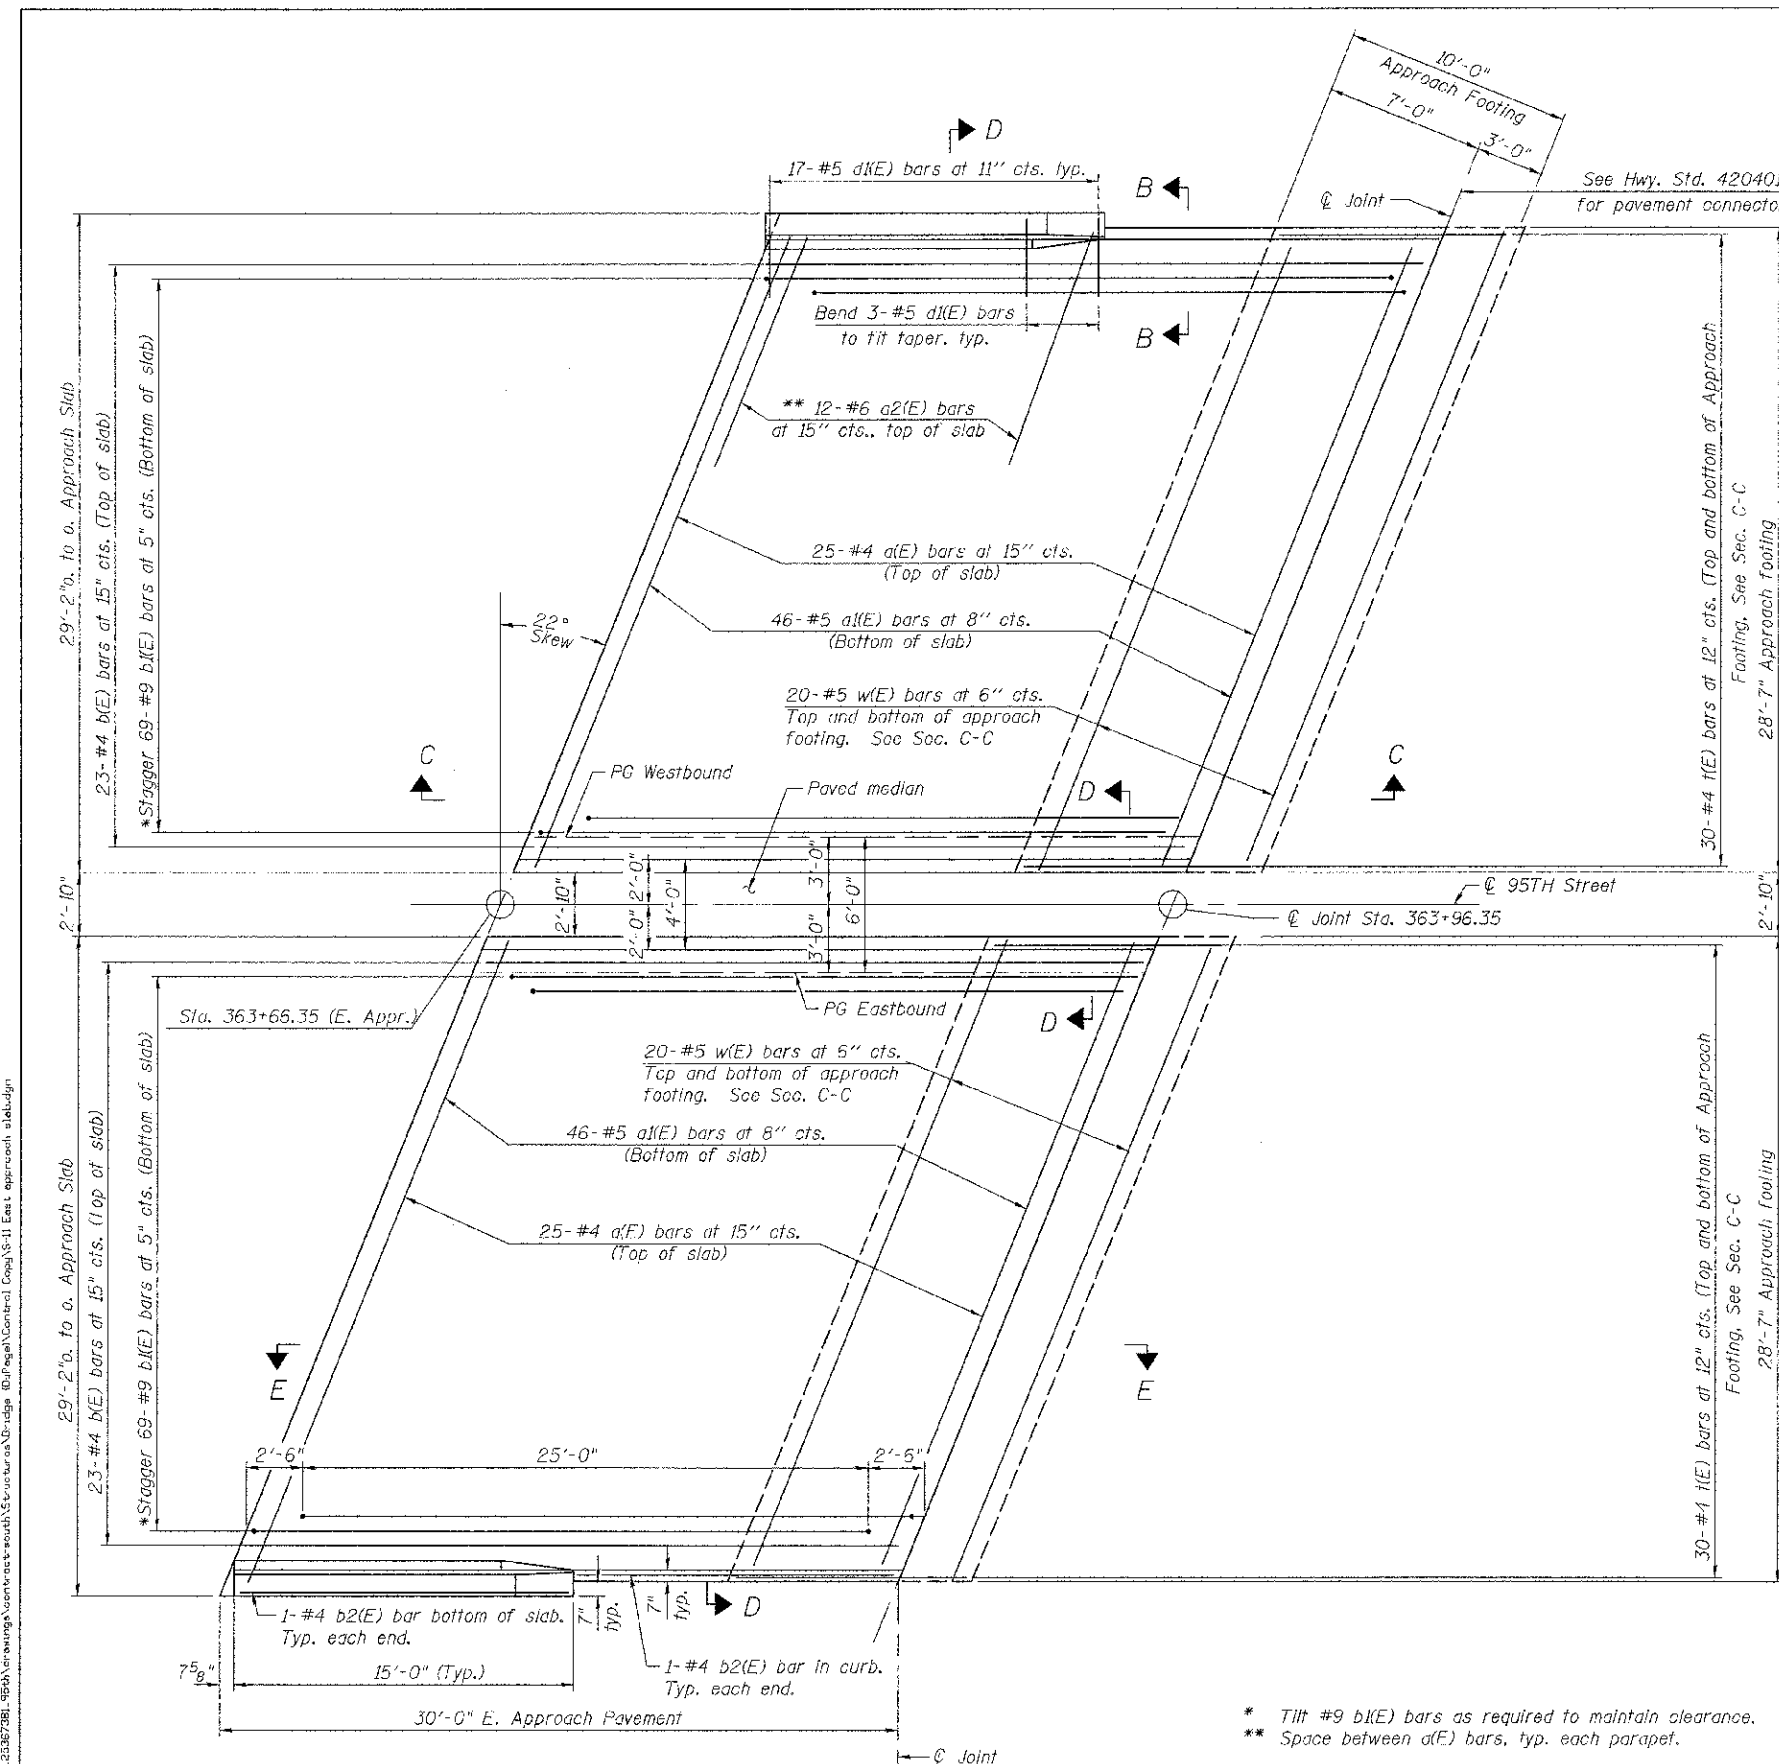 10'-0"
Approach Footing
7'-0"
3'-0"
D
17-#5 d1(E) bars at 11" cts. typ.
B
See Hwy. Std. 420401
for pavement connector
℄ Joint
Bend 3-#5 d1(E) bars
to fit taper. typ.
B
** 12-#6 a2(E) bars
at 15" cts., top of slab
29'-2" o. to o. Approach Slab
23-#4 b(E) bars at 15" cts. (Top of slab)
*Stagger 69-#9 b1(E) bars at 5" cts. (Bottom of slab)
25-#4 a(E) bars at 15" cts.
(Top of slab)
22°
Skew
46-#5 a1(E) bars at 8" cts.
(Bottom of slab)
20-#5 w(E) bars at 6" cts.
Top and bottom of approach
footing. See Sec. C-C
30-#4 t(E) bars at 12" cts. (Top and bottom of Approach
Footing, See Sec. C-C
28'-7" Approach footing
C
C
PG Westbound
Paved median
D
2'-10"
2'-10"
2'-0"
2'-0"
4'-0"
3'-0"
3'-0"
6'-0"
℄ 95TH Street
℄ Joint Sta. 363+96.35
2'-10"
Sta. 363+66.35 (E. Appr.)
PG Eastbound
D
20-#5 w(E) bars at 6" cts.
Top and bottom of approach
footing. See Sec. C-C
46-#5 a1(E) bars at 8" cts.
(Bottom of slab)
25-#4 a(E) bars at 15" cts.
(Top of slab)
29'-2" o. to o. Approach Slab
23-#4 b(E) bars at 15" cts. (Top of slab)
*Stagger 69-#9 b1(E) bars at 5" cts. (Bottom of slab)
30-#4 t(E) bars at 12" cts. (Top and bottom of Approach
Footing, See Sec. C-C
28'-7" Approach footing
E
E
2'-6"
25'-0"
2'-6"
1-#4 b2(E) bar bottom of slab.
Typ. each end.
7"
typ.
7"
typ.
D
1-#4 b2(E) bar in curb.
Typ. each end.
7⅝"
15'-0" (Typ.)
30'-0" E. Approach Pavement
℄ Joint
* Tilt #9 b1(E) bars as required to maintain clearance.
** Space between a(E) bars, typ. each parapet.